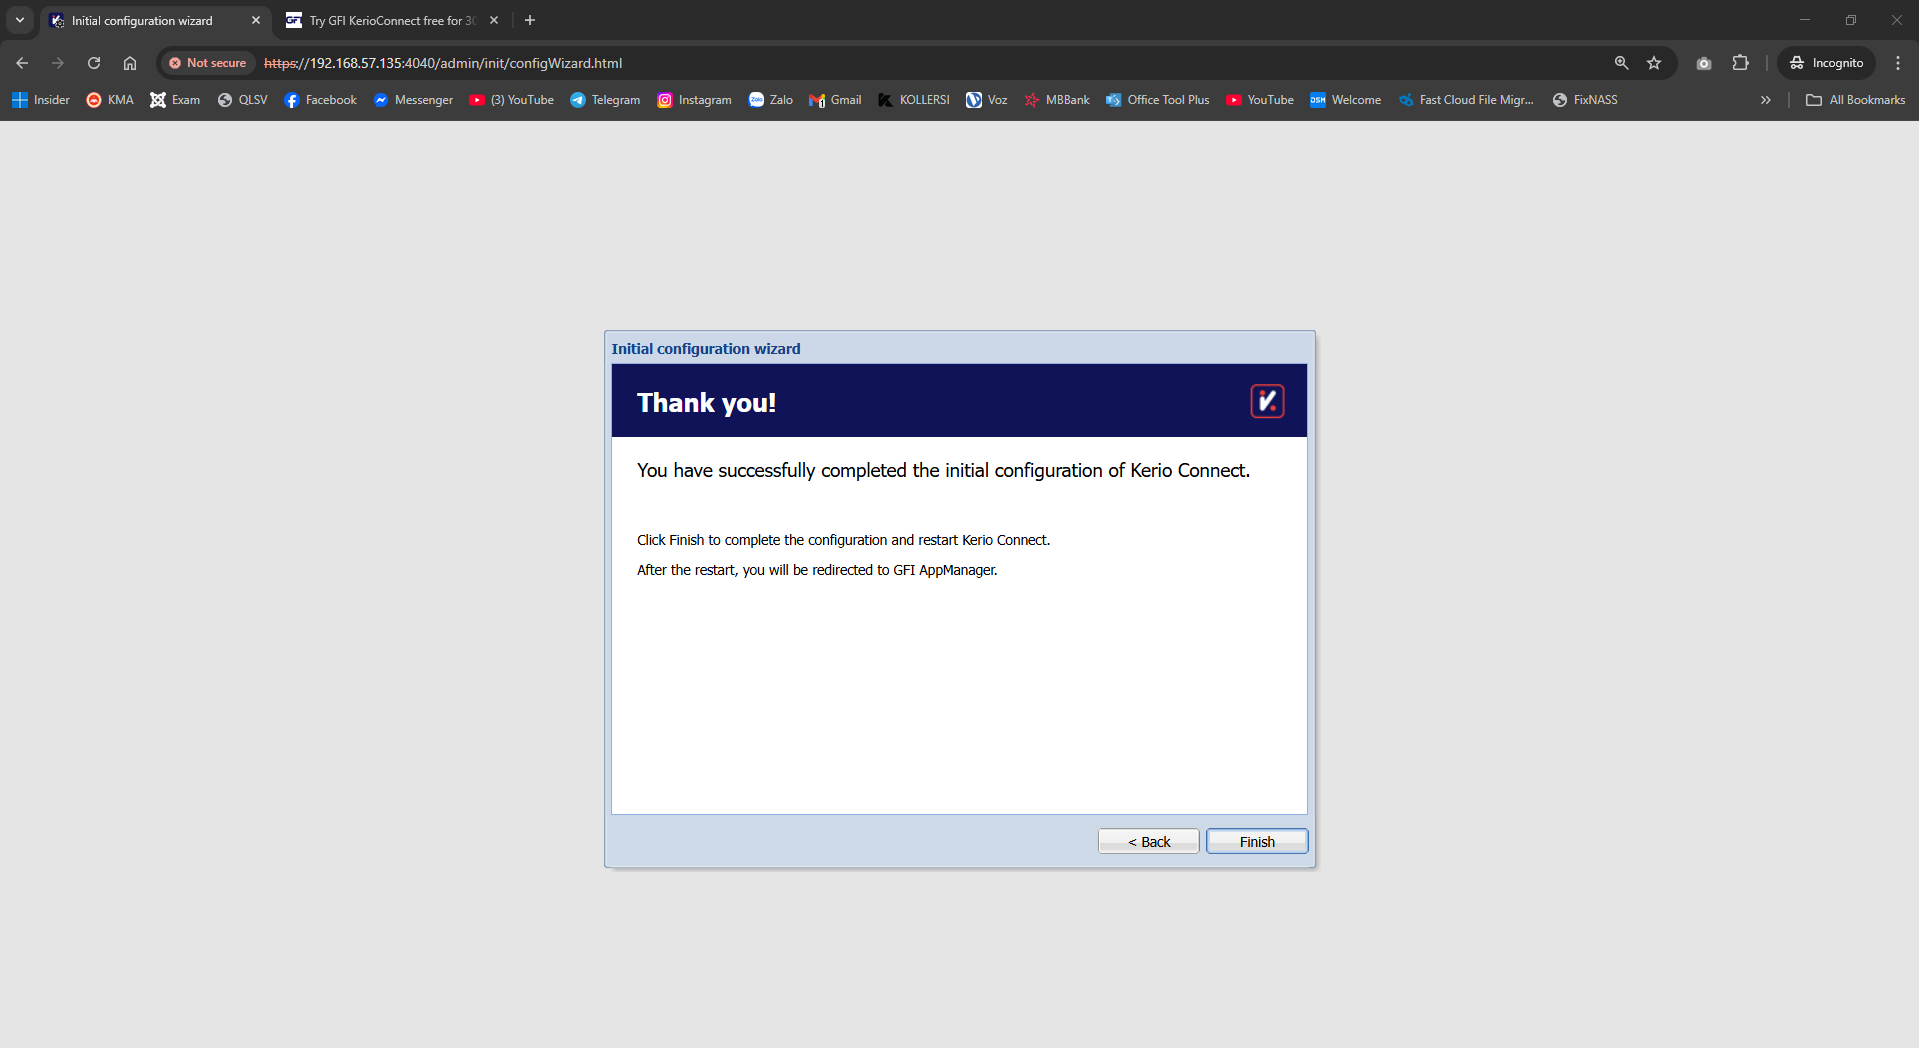 Initial configuration wizard
Try GFI KerioConnect free for 30
Not secure
https://192.168.57.135:4040/admin/init/configWizard.html
Incognito
Insider
KMA
Exam
QLSV
Facebook
Messenger
(3) YouTube
Telegram
Instagram
Zalo
Gmail
KOLLERSI
Voz
MBBank
Office Tool Plus
YouTube
DSM
Welcome
Fast Cloud File Migr...
FixNASS
All Bookmarks
Initial configuration wizard
Thank you!
You have successfully completed the initial configuration of Kerio Connect.
Click Finish to complete the configuration and restart Kerio Connect.
After the restart, you will be redirected to GFI AppManager.
< Back
Finish